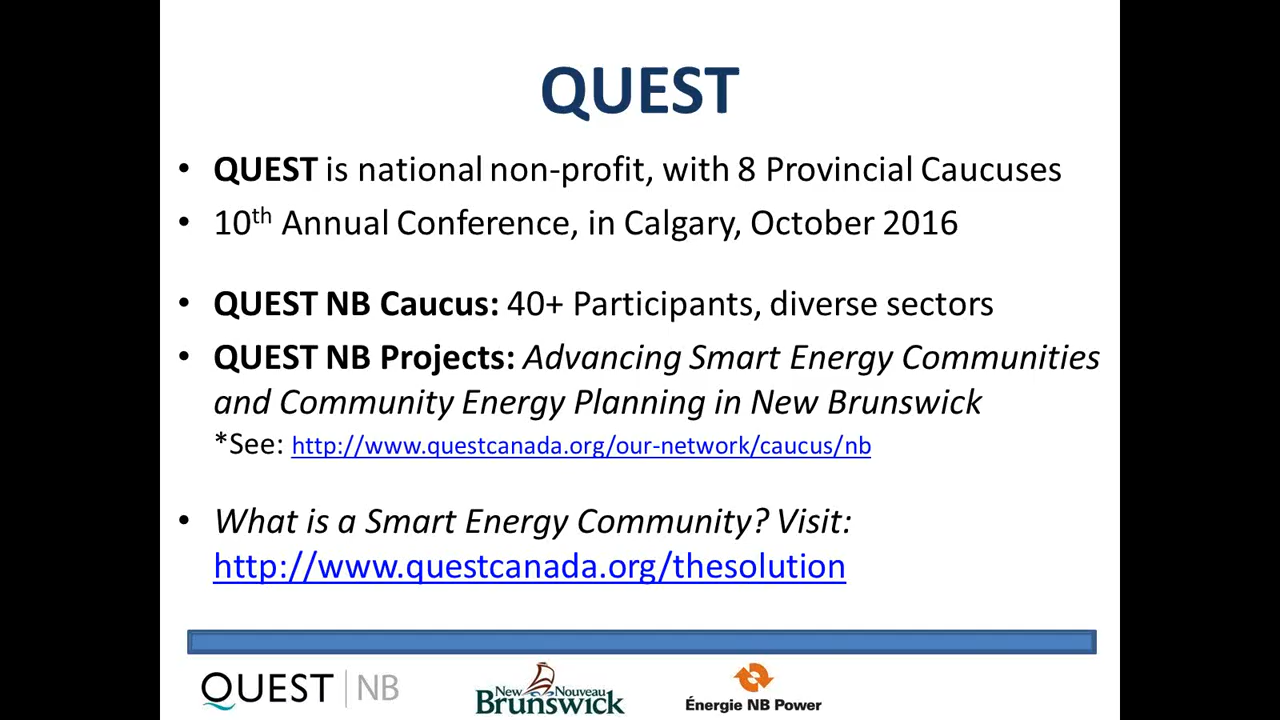 QUEST
• QUEST is national non-profit, with 8 Provincial Caucuses
• 10th Annual Conference, in Calgary, October 2016
• QUEST NB Caucus: 40+ Participants, diverse sectors
• QUEST NB Projects: Advancing Smart Energy Communities
and Community Energy Planning in New Brunswick
*See: http://www.questcanada.org/our-network/caucus/nb
• What is a Smart Energy Community? Visit:
http://www.questcanada.org/thesolution
QUEST | NB
New Nouveau
Brunswick
Énergie NB Power